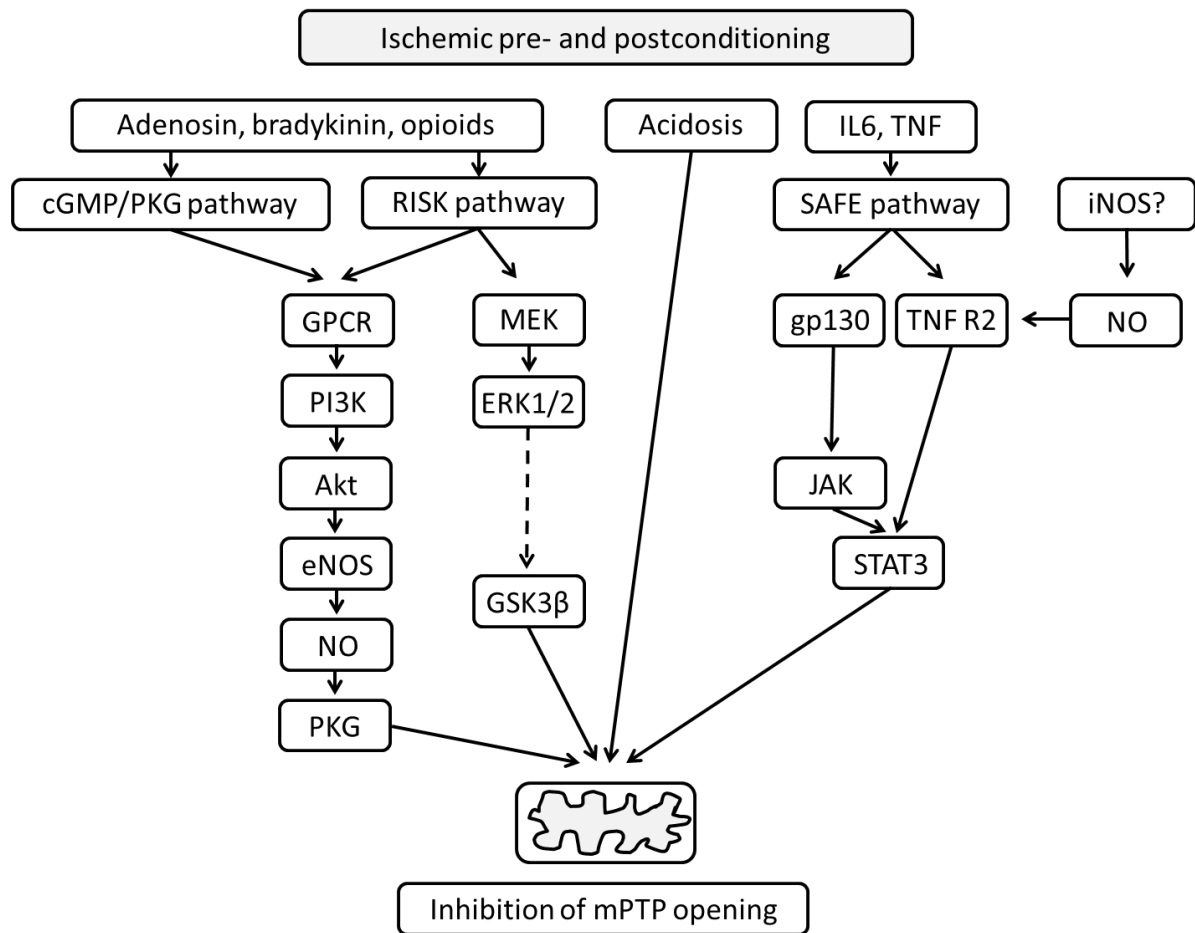 Ischemic pre- and postconditioning
Adenosin, bradykinin, opioids
Acidosis
IL6, TNF
cGMP/PKG pathway
RISK pathway
SAFE pathway
iNOS?
GPCR
MEK
gp130
TNF R2
NO
PI3K
ERK1/2
Akt
JAK
eNOS
STAT3
GSK3β
NO
PKG
Inhibition of mPTP opening